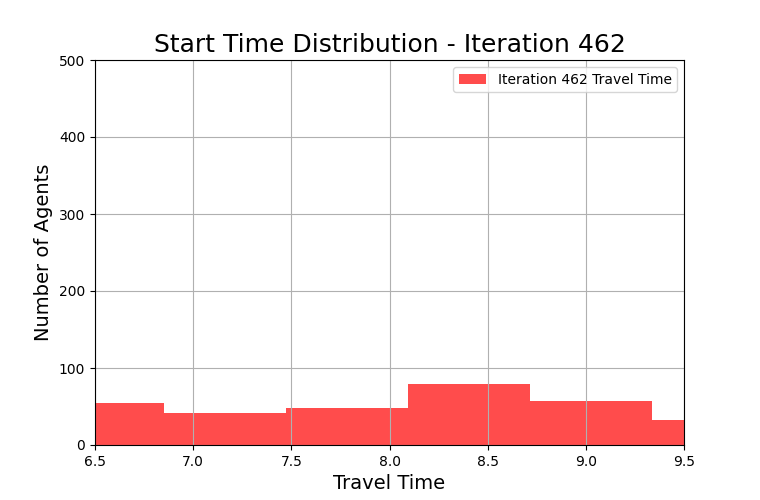 Start Time Distribution - Iteration 462
500
400
300
200
100
0
Number of Agents
Iteration 462 Travel Time
6.5 7.0 7.5 8.0 8.5 9.0 9.5
Travel Time